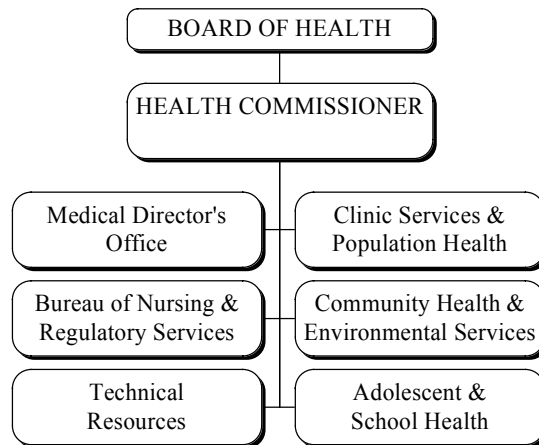 BOARD OF HEALTH
HEALTH COMMISSIONER
Medical Director's
Office
Clinic Services &
Population Health
Bureau of Nursing &
Regulatory Services
Community Health &
Environmental Services
Technical
Resources
Adolescent &
School Health